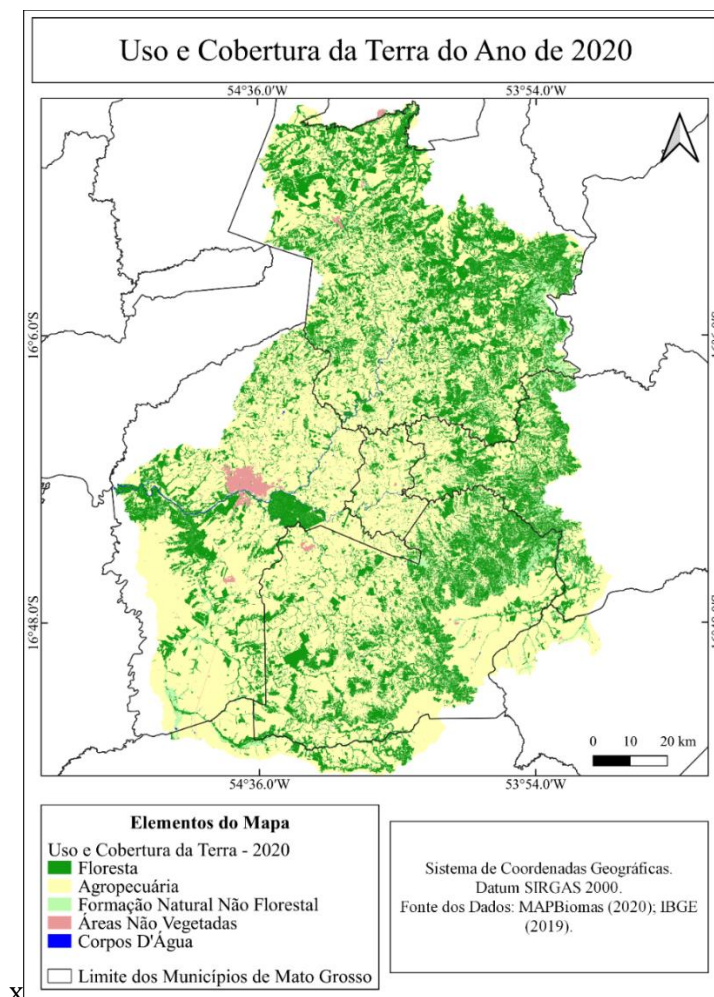 Uso e Cobertura da Terra do Ano de 2020
54°36.0'W 53°54.0'W
16°6.0'S
16°48.0'S 16°48.0'S
54°36.0'W 53°54.0'W
0 10 20 km
Elementos do Mapa
Uso e Cobertura da Terra - 2020
Floresta
Agropecuária
Formação Natural Não Florestal
Áreas Não Vegetadas
Corpos D'Água
Limite dos Municípios de Mato Grosso
Sistema de Coordenadas Geográficas.
Datum SIRGAS 2000.
Fonte dos Dados: MAPBiomas (2020); IBGE
(2019).
x